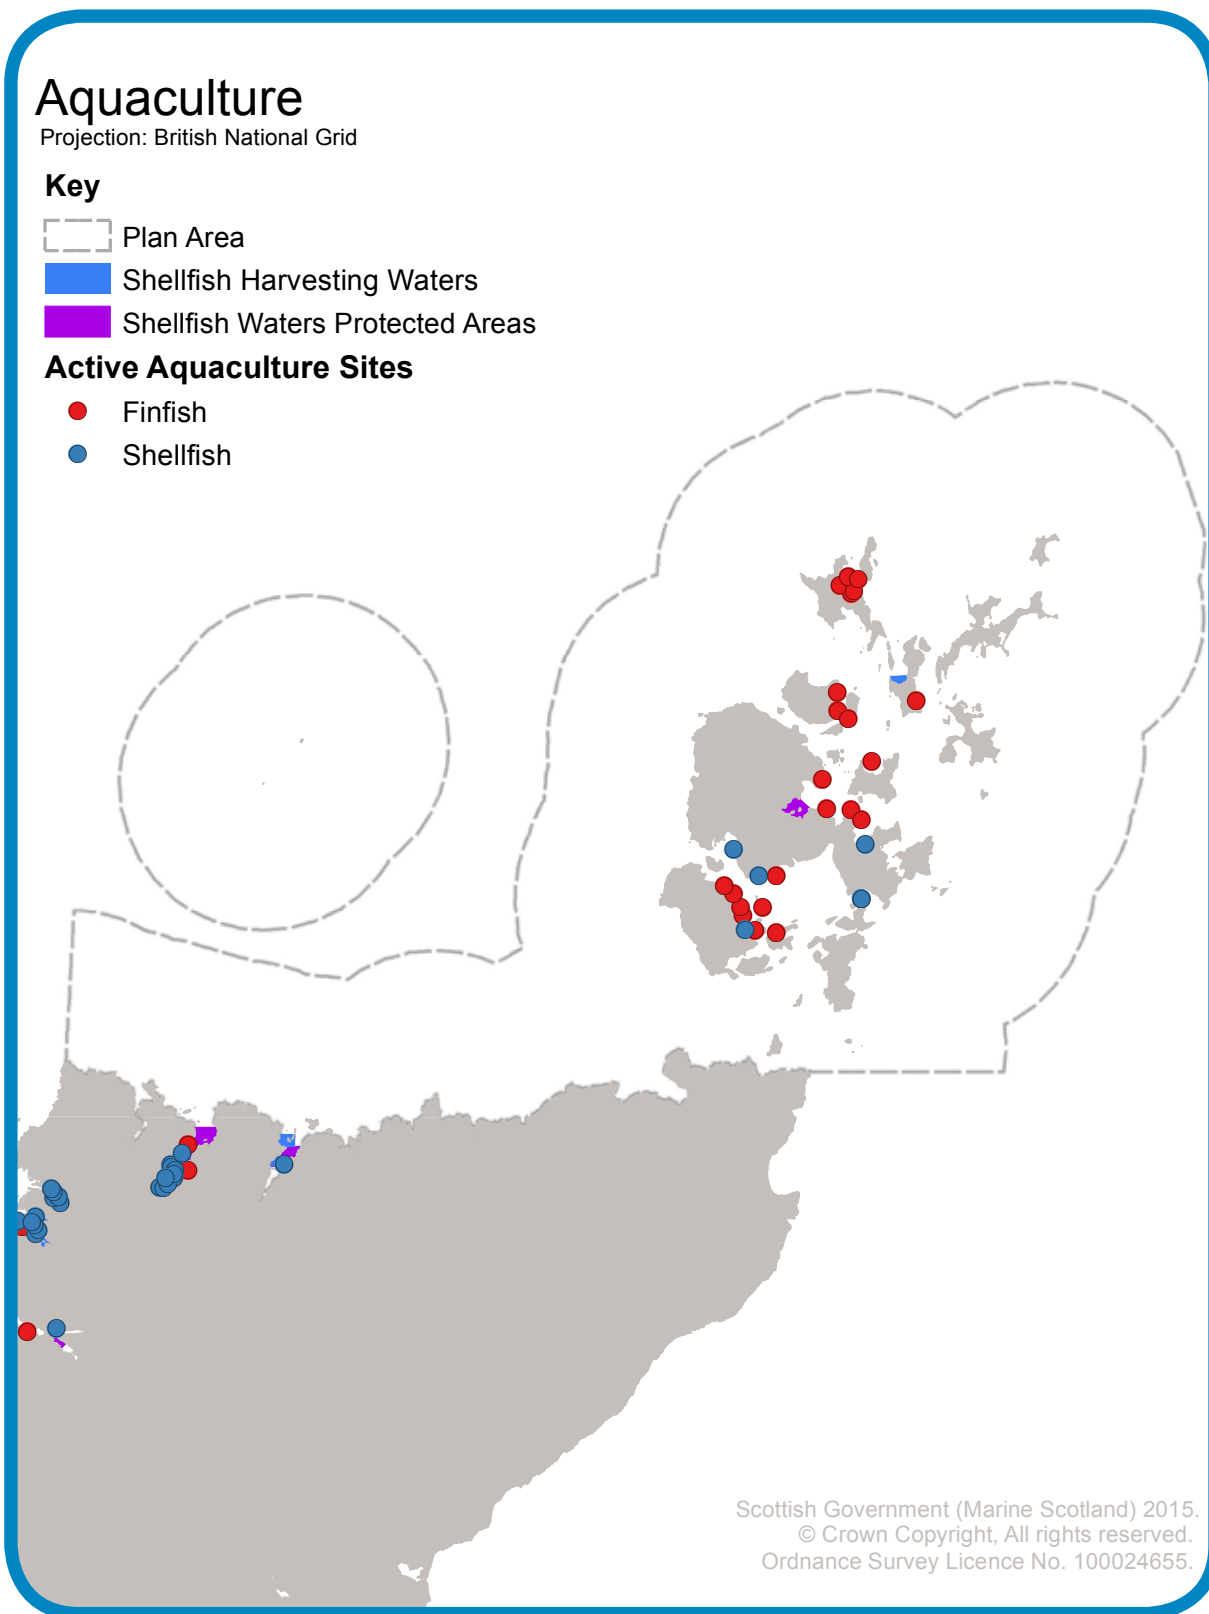 Aquaculture
Projection: British National Grid
Key
Plan Area
Shellfish Harvesting Waters
Shellfish Waters Protected Areas
Active Aquaculture Sites
Finfish
Shellfish
Scottish Government (Marine Scotland) 2015.
© Crown Copyright, All rights reserved.
Ordnance Survey Licence No. 100024655.